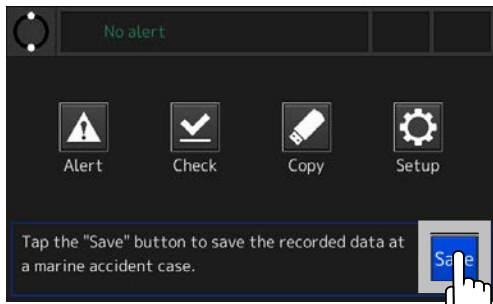 No alert
Alert Check Copy Setup
Tap the "Save" button to save the recorded data at
a marine accident case.
Save